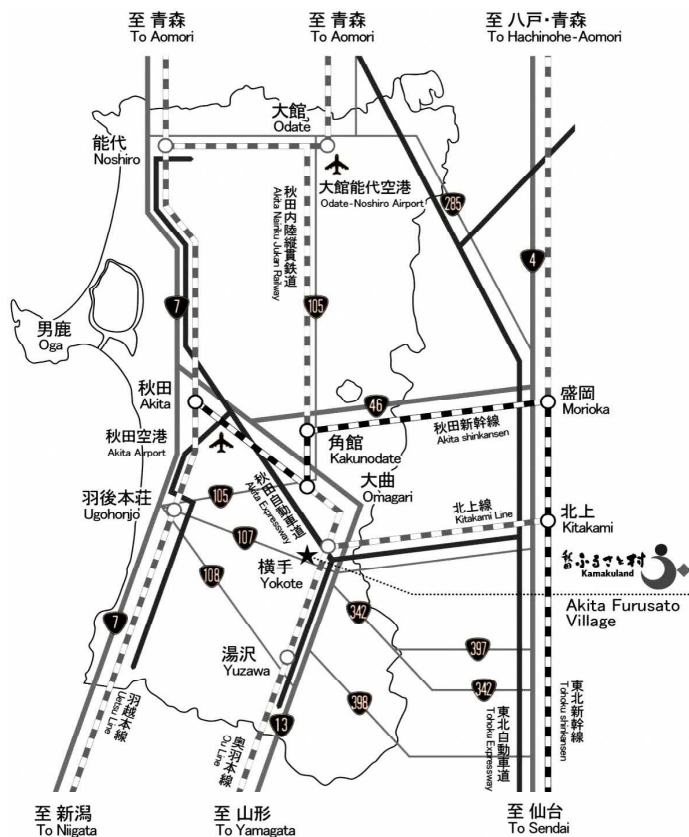 至 青森
To Aomori
至 青森
To Aomori
至 八戸・青森
To Hachinohe-Aomori
大館
Odate
能代
Noshiro
大館能代空港
Odate-Noshiro Airport
秋田内陸縦貫鉄道
Akita Nairiku Jukan Railway
285
4
7
105
男鹿
Oga
秋田
Akita
46
盛岡
Morioka
秋田新幹線
Akita shinkansen
角館
Kakunodate
秋田空港
Akita Airport
大曲
Omagari
秋田自動車道
Akita Expressway
羽後本荘
Ugohonjo
105
北上線
Kitakami Line
北上
Kitakami
107
横手
Yokote
108
秋田ふるさと村
Kamakuland
Akita Furusato
Village
342
7
湯沢
Yuzawa
397
342
398
13
羽越本線
Uetsu Line
奥羽本線
Ou Line
東北自動車道
Tohoku Expressway
東北新幹線
Tohoku shinkansen
至 新潟
To Niigata
至 山形
To Yamagata
至 仙台
To Sendai